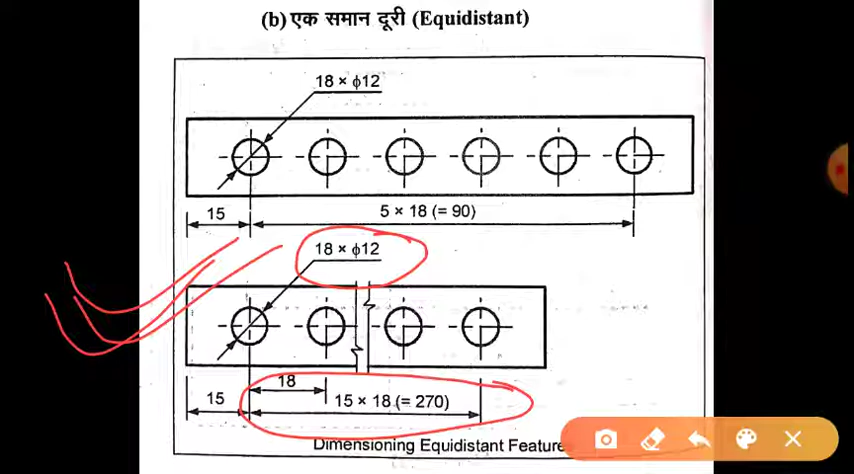 (b) एक समान दूरी (Equidistant)
18 × ϕ12
15
5 × 18 (= 90)
18 × ϕ12
18
15
15 × 18 (= 270)
Dimensioning Equidistant Feature